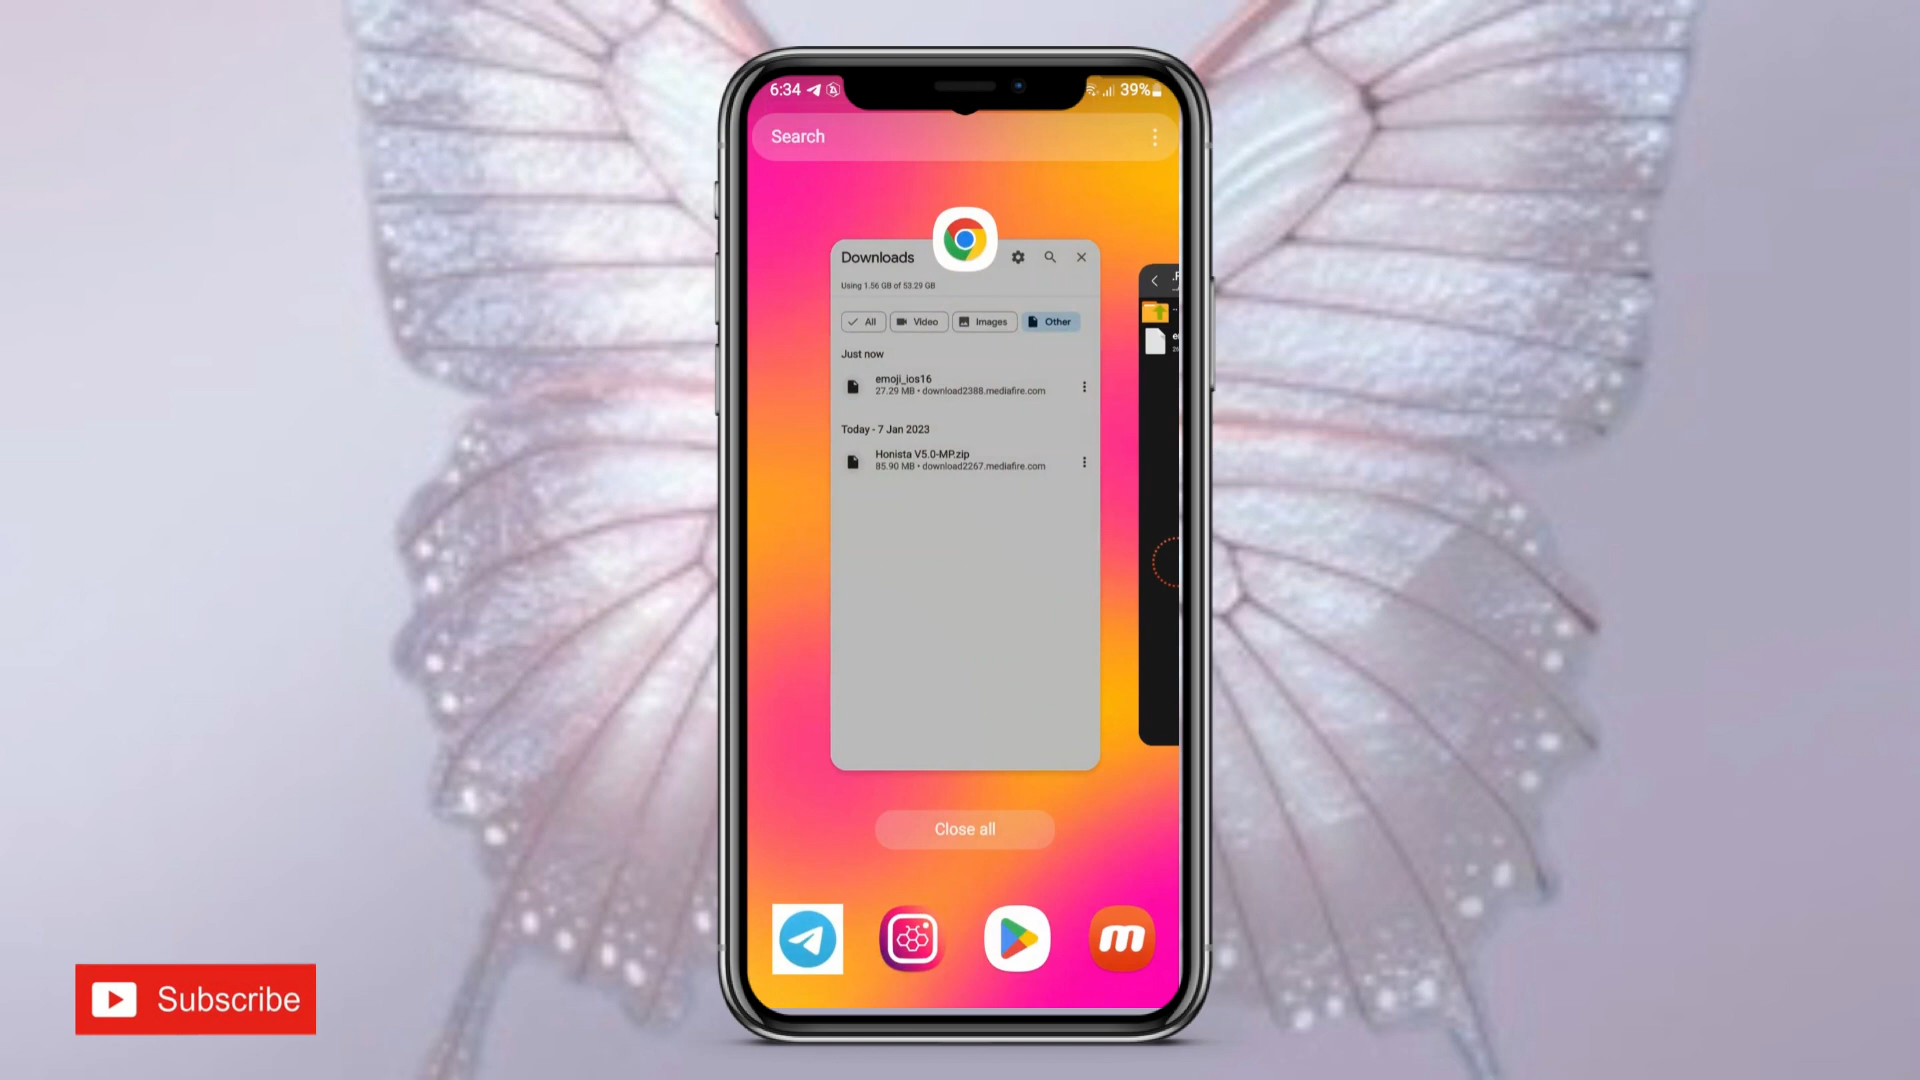 6:34
39%
Search
Downloads
Using 1.56 GB of 53.29 GB
All
Video
Images
Other
Just now
emoji_ios16
27.29 MB • download2388.mediafire.com
Today - 7 Jan 2023
Honista V5.0-MP.zip
85.90 MB • download2267.mediafire.com
Close all
Subscribe